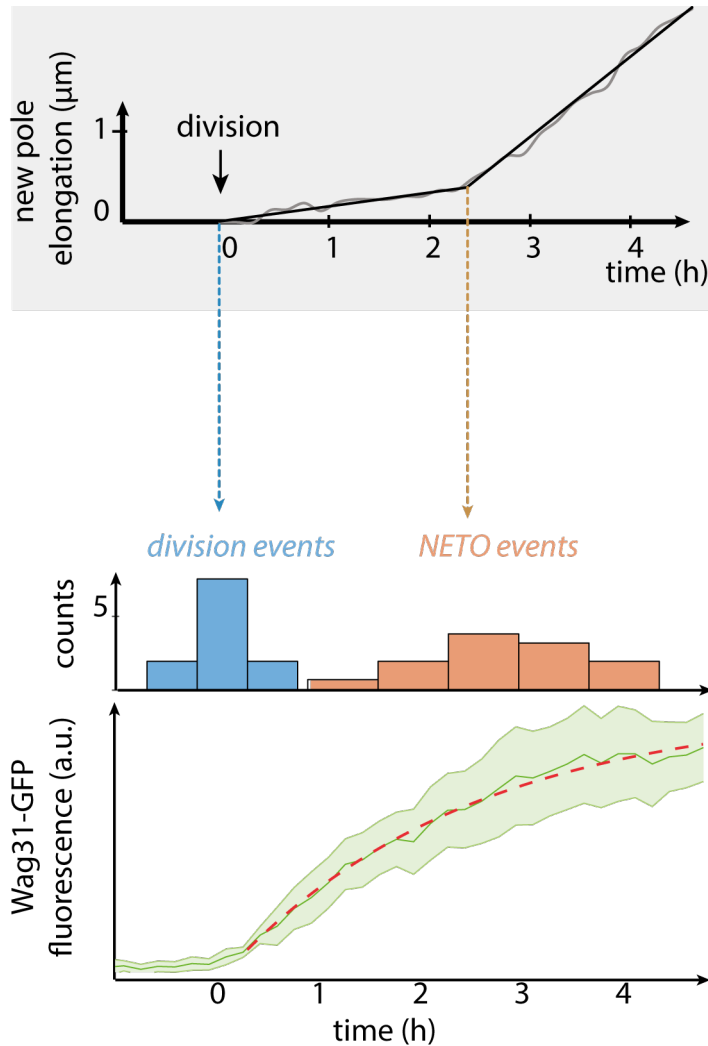 new pole
elongation (µm)
1
0
division
0 1 2 3 4
time (h)
division events
NETO events
counts
5
Wag31-GFP
fluorescence (a.u.)
0 1 2 3 4
time (h)